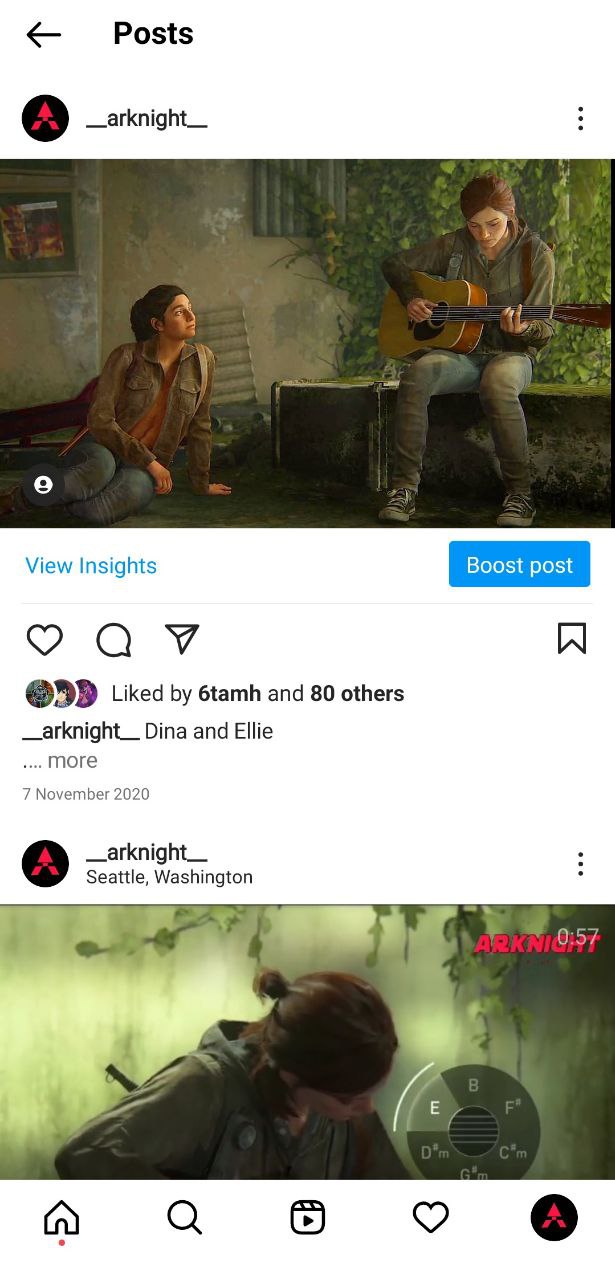 Posts
__arknight__
View Insights
Boost post
Liked by 6tamh and 80 others
__arknight__ Dina and Ellie
.... more
7 November 2020
__arknight__
Seattle, Washington
ARKNIGHT
0:57
B
E
F#
D#m
C#m
G#m